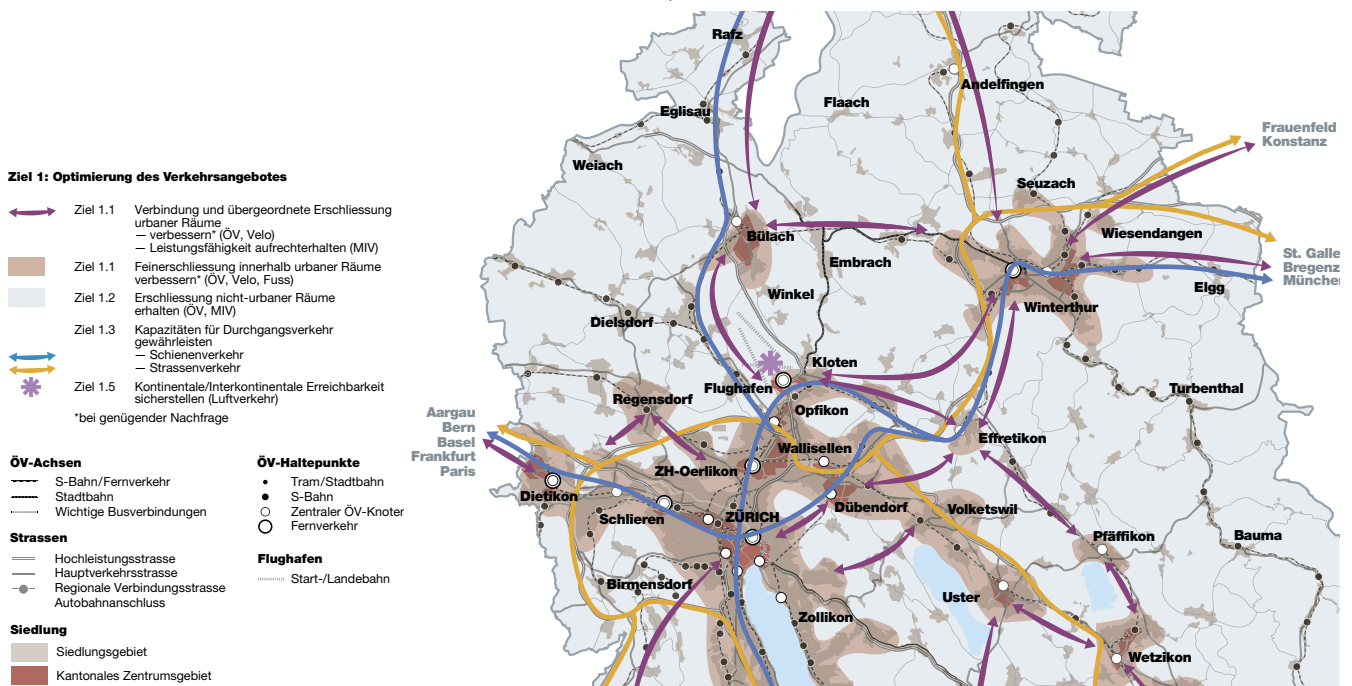 Ziel 1: Optimierung des Verkehrsangebotes
Ziel 1.1 Verbindung und übergeordnete Erschliessung
urbaner Räume
— verbessern* (ÖV, Velo)
— Leistungsfähigkeit aufrechterhalten (MIV)
Ziel 1.1 Feinerschliessung innerhalb urbaner Räume
verbessern* (ÖV, Velo, Fuss)
Ziel 1.2 Erschliessung nicht-urbaner Räume
erhalten (ÖV, MIV)
Ziel 1.3 Kapazitäten für Durchgangsverkehr
gewährleisten
— Schienenverkehr
— Strassenverkehr
Ziel 1.5 Kontinentale/Interkontinentale Erreichbarkeit
sicherstellen (Luftverkehr)
*bei genügender Nachfrage
ÖV-Achsen
S-Bahn/Fernverkehr
Stadtbahn
Wichtige Busverbindungen
Strassen
Hochleistungsstrasse
Hauptverkehrsstrasse
Regionale Verbindungsstrasse
Autobahnanschluss
Siedlung
Siedlungsgebiet
Kantonales Zentrumsgebiet
ÖV-Haltepunkte
Tram/Stadtbahn
S-Bahn
Zentraler ÖV-Knoter
Fernverkehr
Flughafen
Start-/Landebahn
Rafz
Andelfingen
Flaach
Eglisau
Frauenfeld
Konstanz
Weiach
Seuzach
Wiesendangen
Bülach
Embrach
St. Galle
Bregenz
Müncher
Elgg
Winkel
Winterthur
Dielsdorf
Kloten
Flughafen
Turbenthal
Regensdorf
Opfikon
Aargau
Bern
Basel
Frankfurt
Paris
Effretikon
Wallisellen
ZH-Oerlikon
Dietikon
Dübendorf
Volketswil
Schlieren
ZÜRICH
Pfäffikon
Bauma
Birmensdorf
Uster
Zollikon
Wetzikon